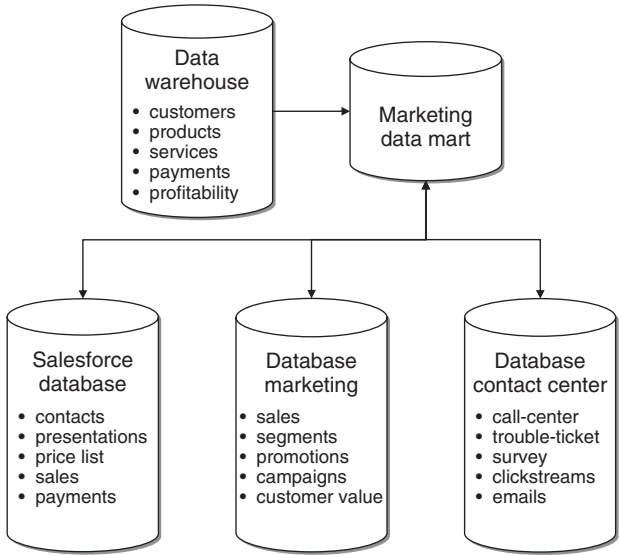 Data
warehouse
• customers
• products
• services
• payments
• profitability
Marketing
data mart
Salesforce
database
• contacts
• presentations
• price list
• sales
• payments
Database
marketing
• sales
• segments
• promotions
• campaigns
• customer value
Database
contact center
• call-center
• trouble-ticket
• survey
• clickstreams
• emails